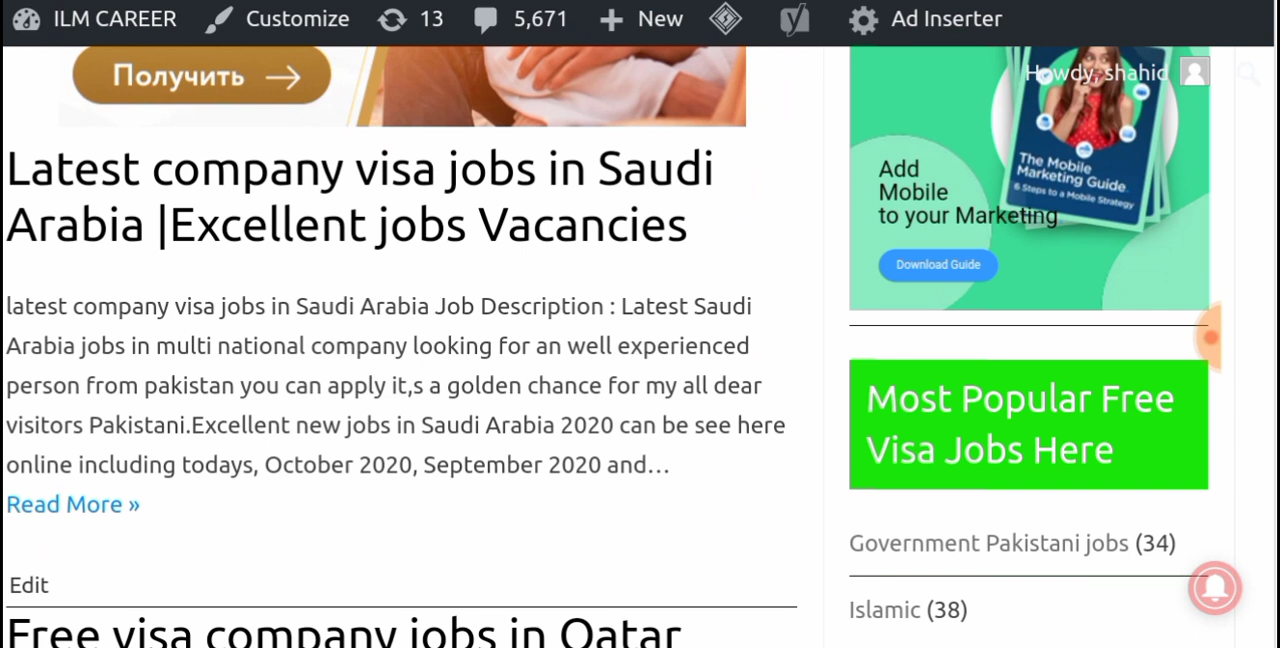 ILM CAREER Customize 13 5,671 New Ad Inserter
Howdy, shahid
Получить
Latest company visa jobs in Saudi
Arabia |Excellent jobs Vacancies
latest company visa jobs in Saudi Arabia Job Description : Latest Saudi
Arabia jobs in multi national company looking for an well experienced
person from pakistan you can apply it,s a golden chance for my all dear
visitors Pakistani.Excellent new jobs in Saudi Arabia 2020 can be see here
online including todays, October 2020, September 2020 and…
Read More »
Edit
Free visa company jobs in Qatar
The Mobile
Marketing Guide
6 Steps to a Mobile Strategy
Add
Mobile
to your Marketing
Download Guide
Most Popular Free
Visa Jobs Here
Government Pakistani jobs (34)
Islamic (38)